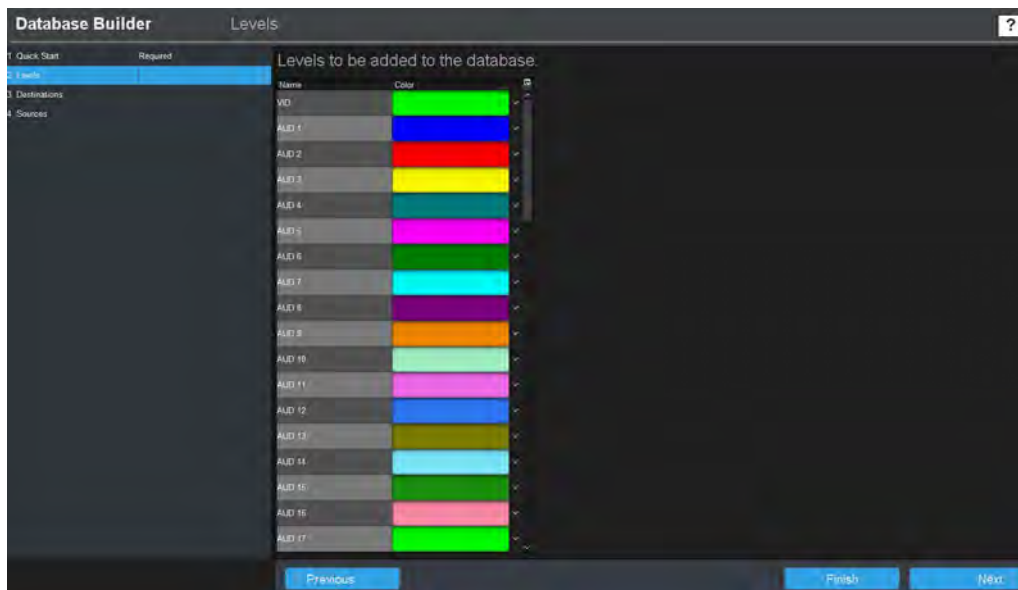 Database Builder Levels
?
1 Quick Start Required
2 Levels
3 Destinations
4 Sources
Levels to be added to the database.
Name Color
VID
AUD 1
AUD 2
AUD 3
AUD 4
AUD 5
AUD 6
AUD 7
AUD 8
AUD 9
AUD 10
AUD 11
AUD 12
AUD 13
AUD 14
AUD 15
AUD 16
AUD 17
Previous Finish Next